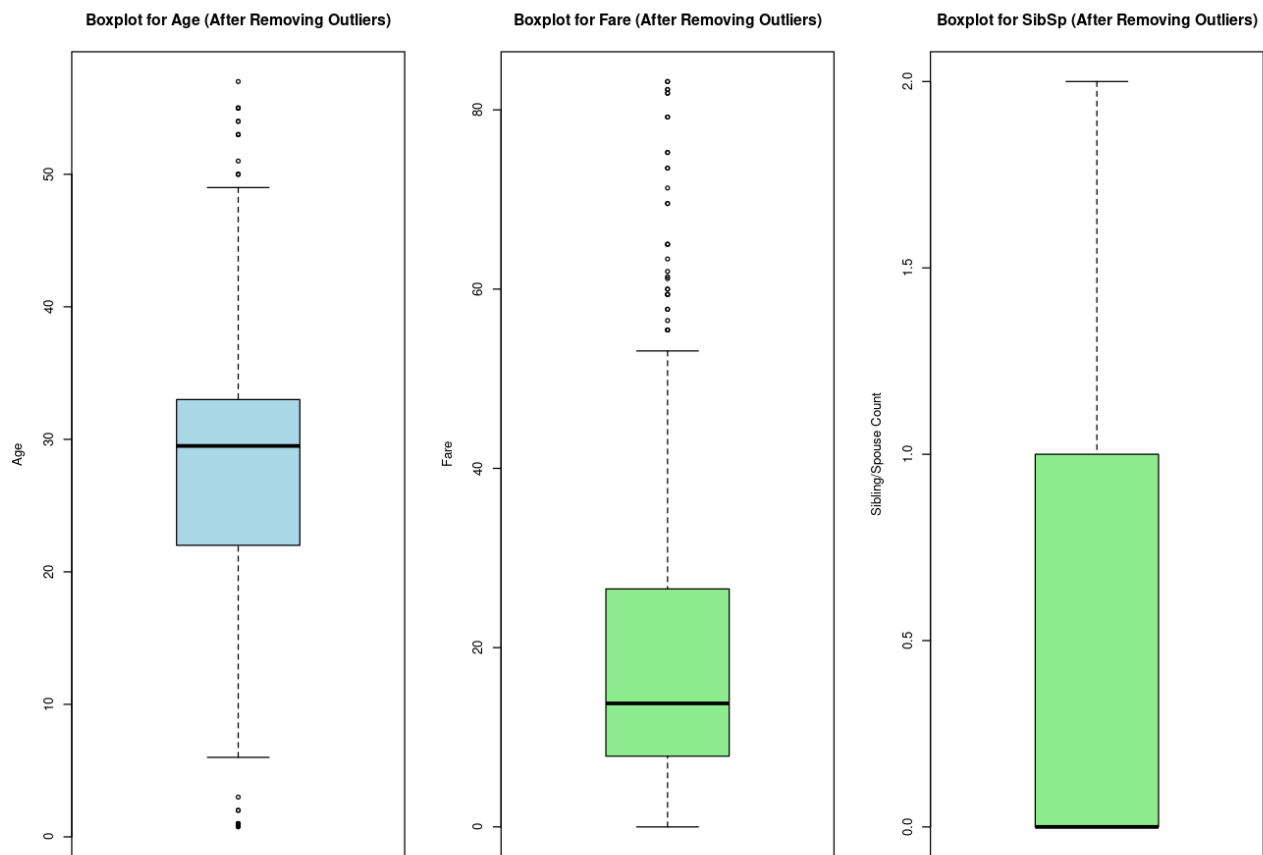 Boxplot for Age (After Removing Outliers)
Age
0
10
20
30
40
50
Boxplot for Fare (After Removing Outliers)
Fare
0
20
40
60
80
Boxplot for SibSp (After Removing Outliers)
Sibling/Spouse Count
0.0
0.5
1.0
1.5
2.0